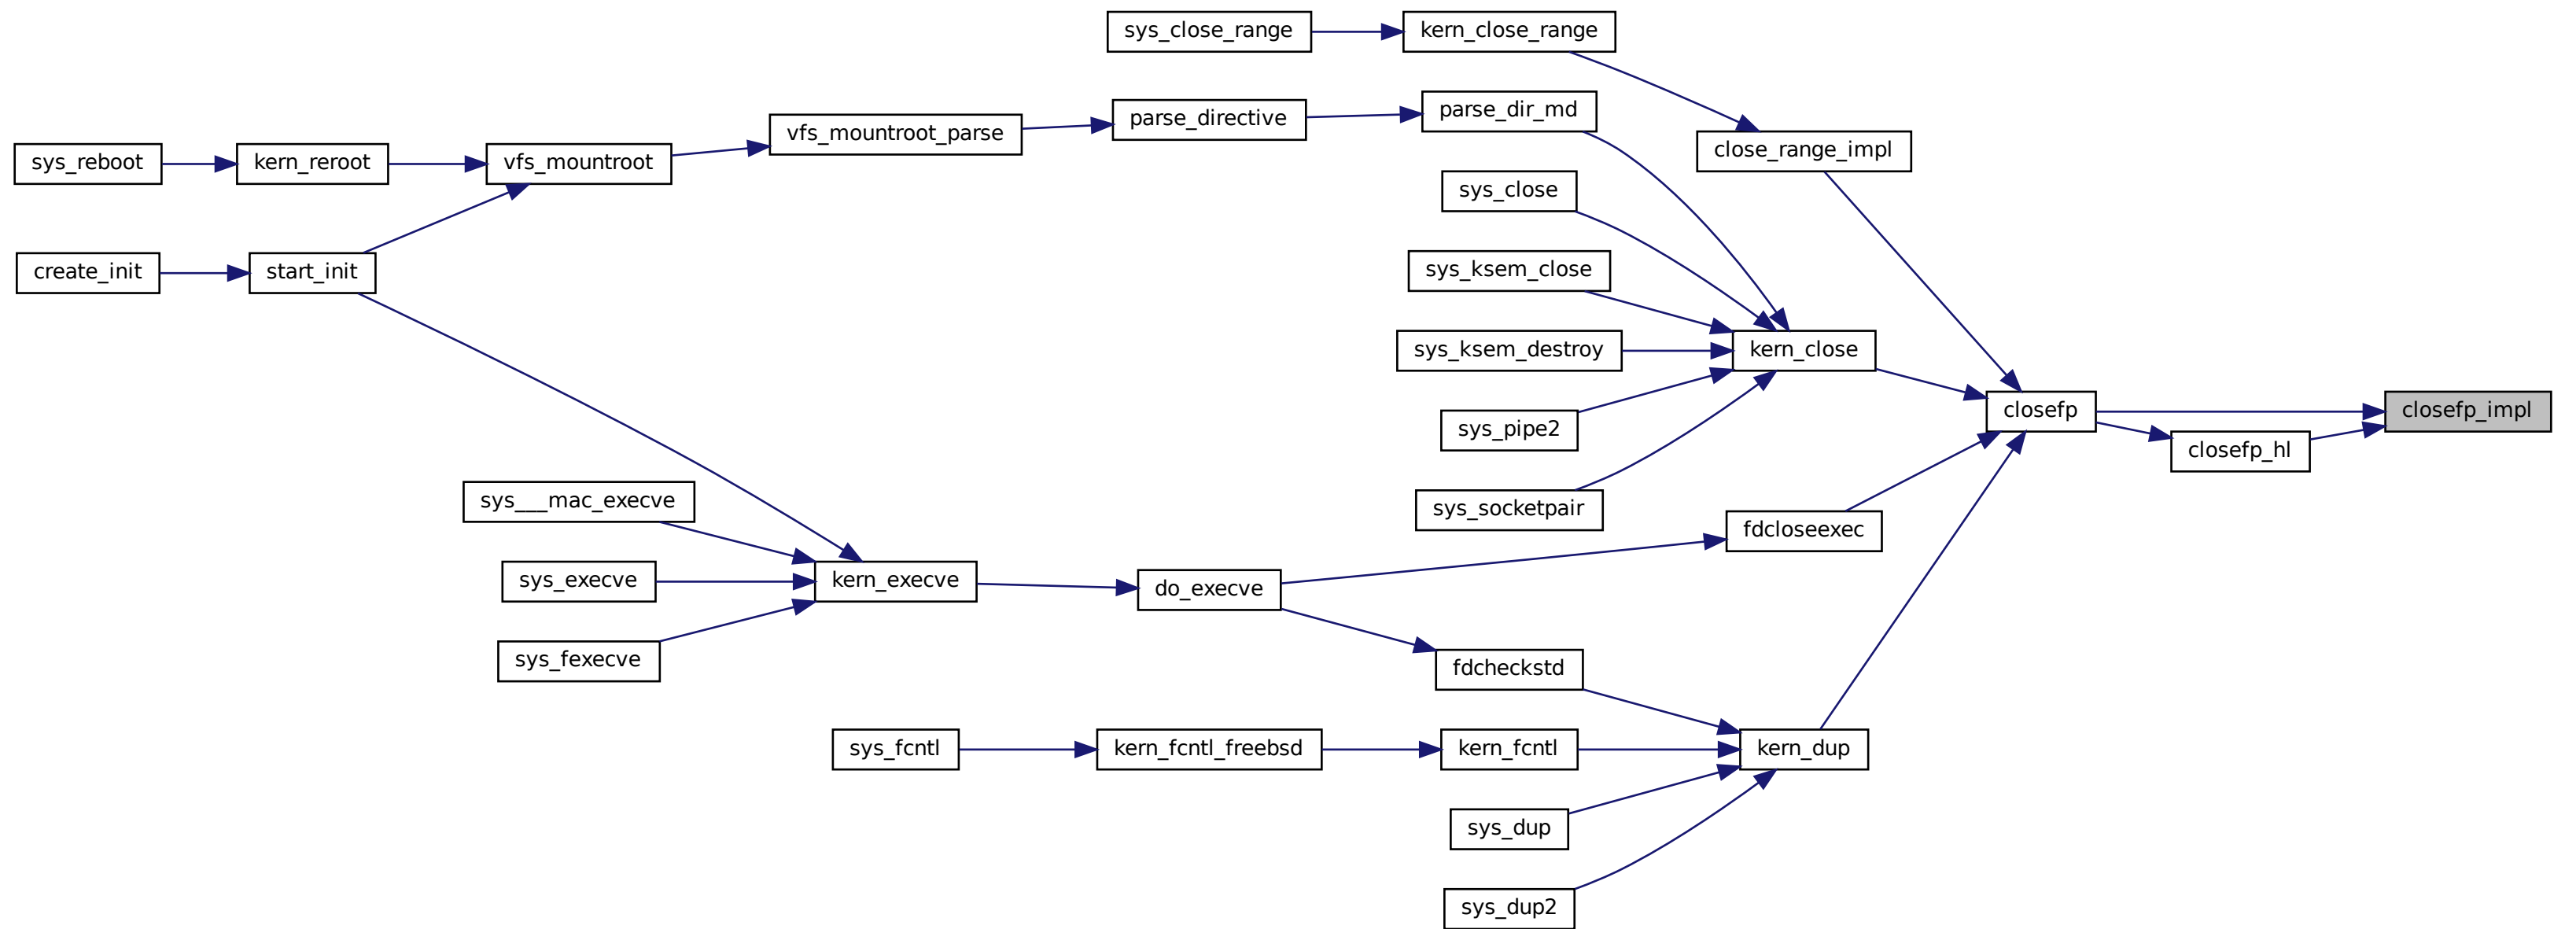 sys_close_range
kern_close_range
vfs_mountroot_parse
parse_directive
parse_dir_md
close_range_impl
sys_reboot
kern_reroot
vfs_mountroot
sys_close
create_init
start_init
sys_ksem_close
sys_ksem_destroy
kern_close
closefp
closefp_impl
sys_pipe2
closefp_hl
sys___mac_execve
sys_socketpair
fdcloseexec
sys_execve
kern_execve
do_execve
sys_fexecve
fdcheckstd
sys_fcntl
kern_fcntl_freebsd
kern_fcntl
kern_dup
sys_dup
sys_dup2